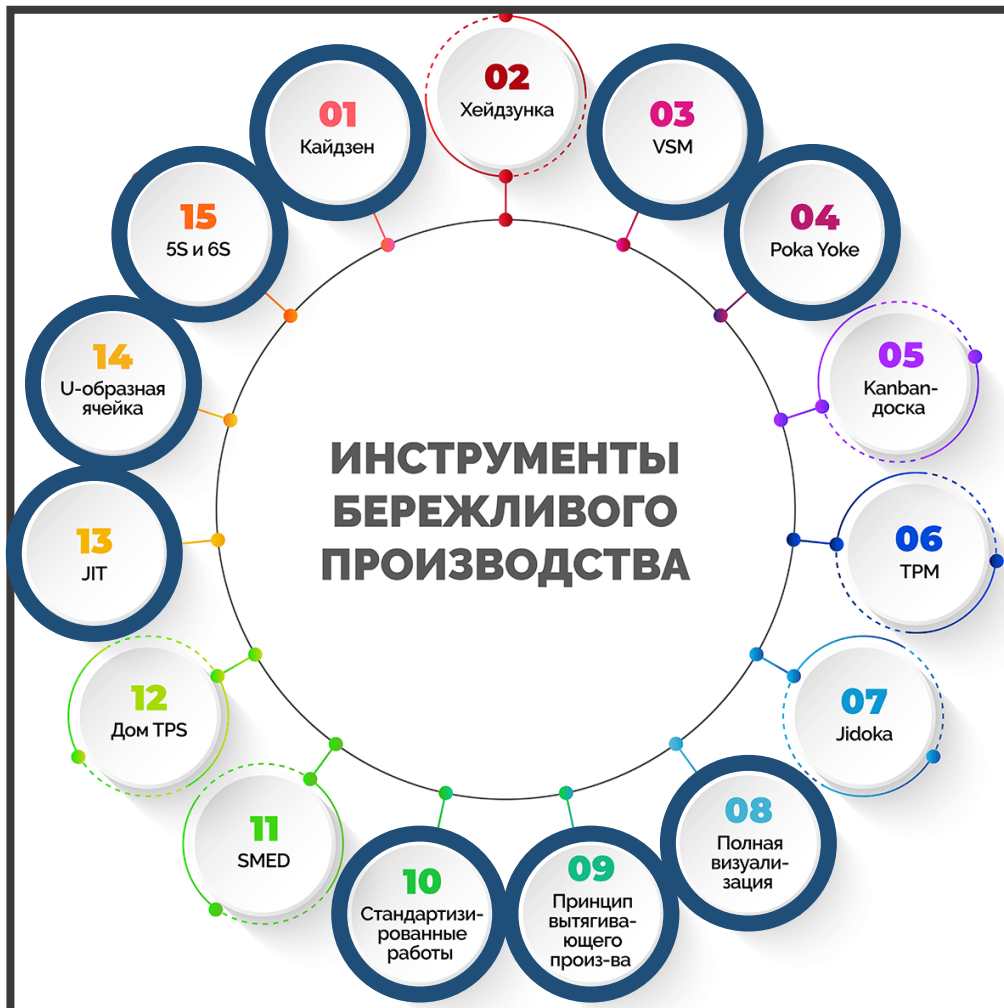 ИНСТРУМЕНТЫ
БЕРЕЖЛИВОГО
ПРОИЗВОДСТВА
01
Кайдзен
02
Хейдзунка
03
VSM
04
Poka Yoke
05
Kanban-
доска
06
TPM
07
Jidoka
08
Полная
визуали-
зация
09
Принцип
вытягива-
ющего
произ-ва
10
Стандартизи-
рованные
работы
11
SMED
12
Дом TPS
13
JIT
14
U-образная
ячейка
15
5S и 6S